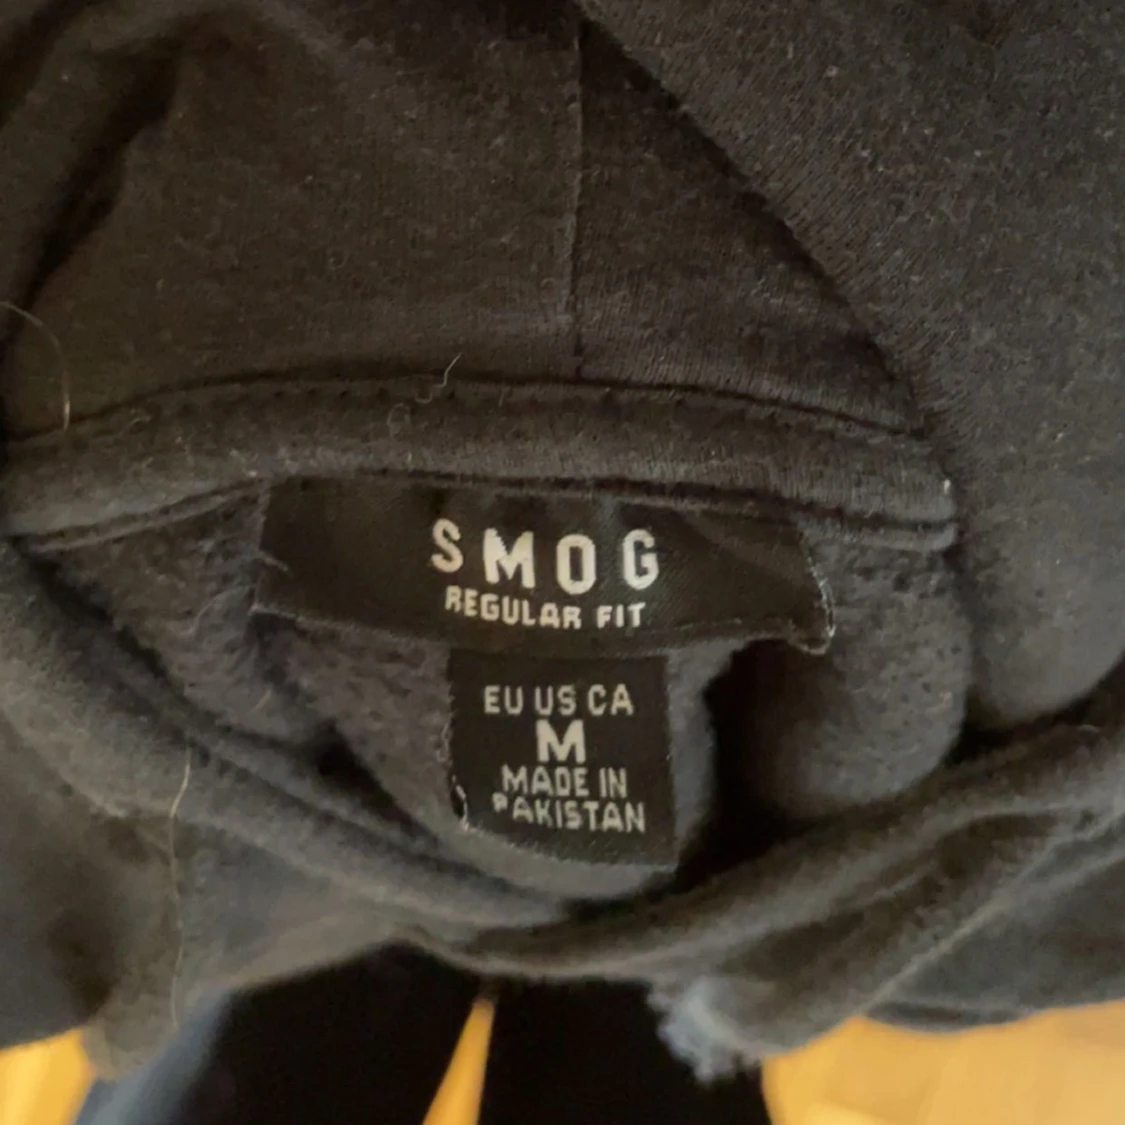 SMOG
REGULAR FIT
EU US CA
M
MADE IN
PAKISTAN